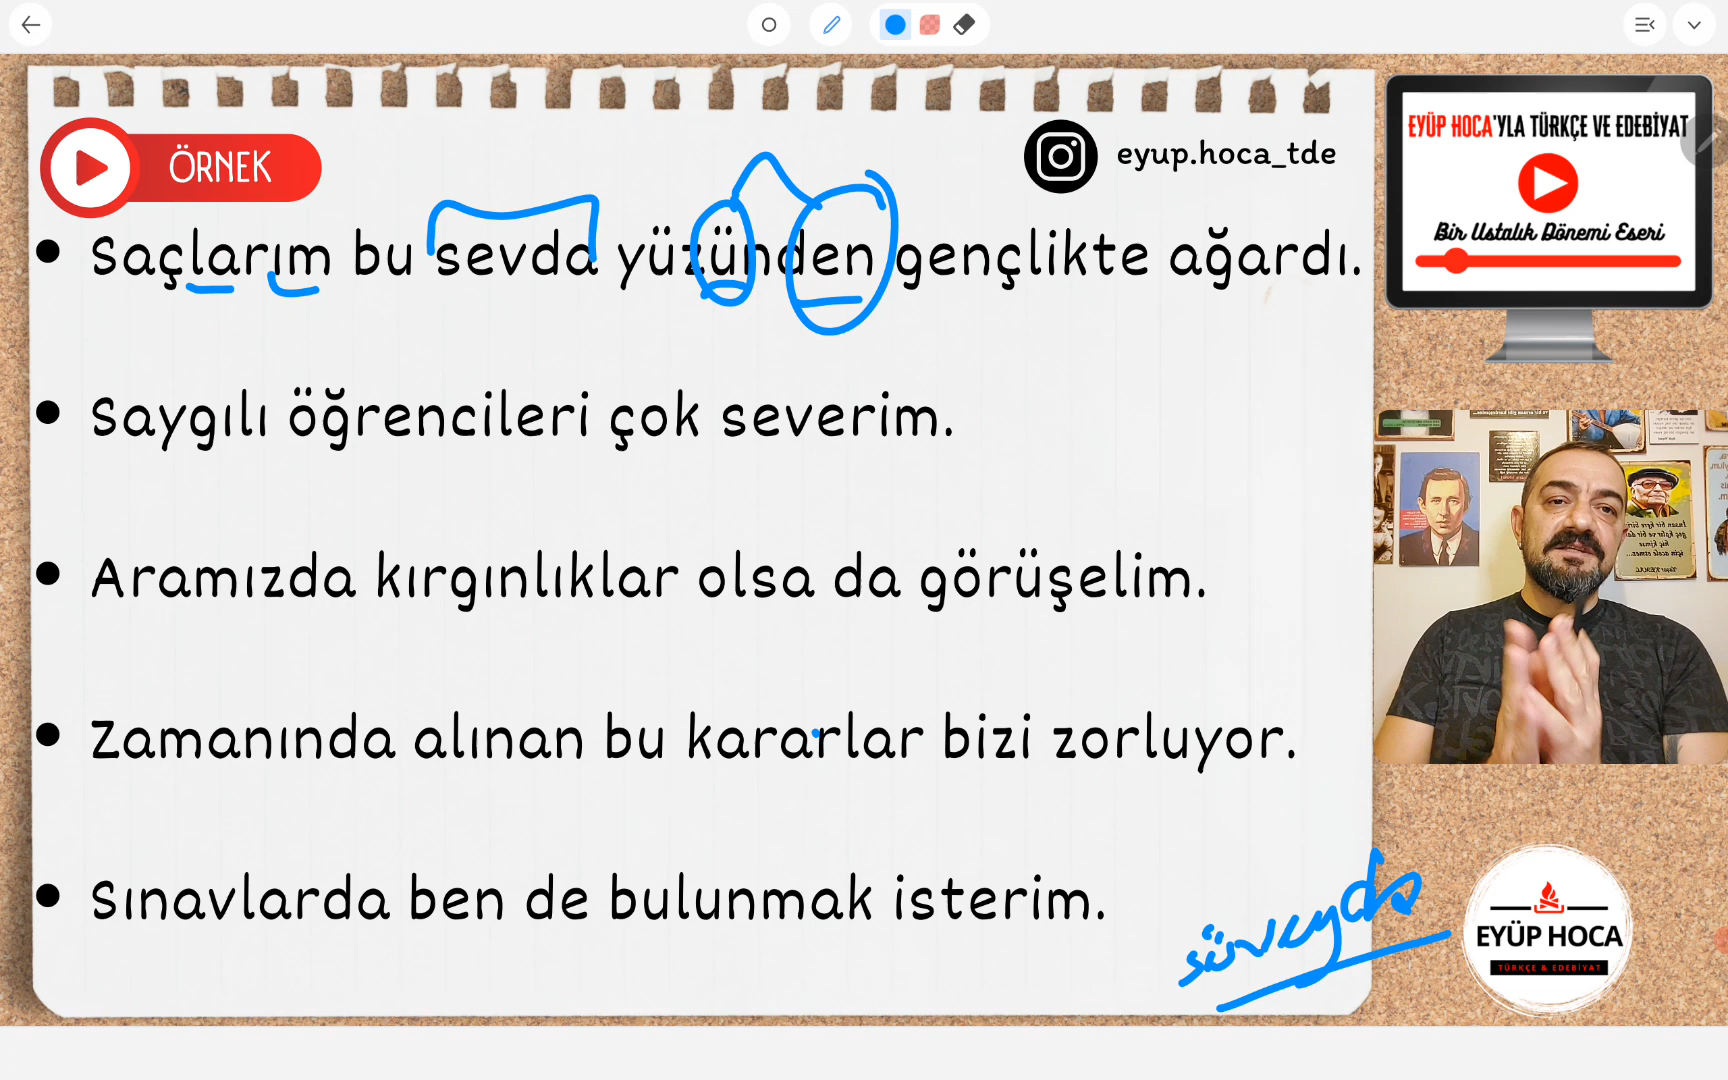 ÖRNEK
eyup.hoca_tde
• Saçlarım bu sevda yüzünden gençlikte ağardı.
• Saygılı öğrencileri çok severim.
• Aramızda kırgınlıklar olsa da görüşelim.
• Zamanında alınan bu kararlar bizi zorluyor.
• Sınavlarda ben de bulunmak isterim.
süveyda
EYÜP HOCA'YLA TÜRKÇE VE EDEBİYAT
Bir Ustalık Dönemi Eseri
EYÜP HOCA
TÜRKÇE & EDEBİYAT